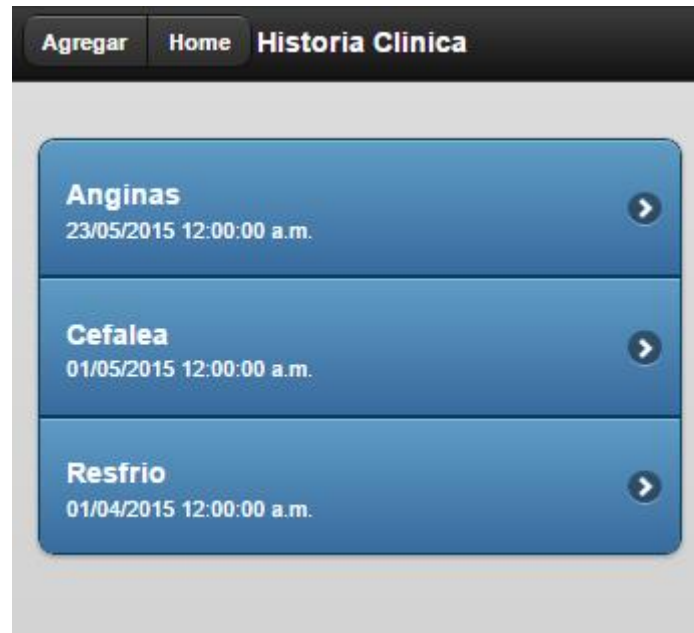 Agregar Home Historia Clinica
Anginas
23/05/2015 12:00:00 a.m.
Cefalea
01/05/2015 12:00:00 a.m.
Resfrio
01/04/2015 12:00:00 a.m.